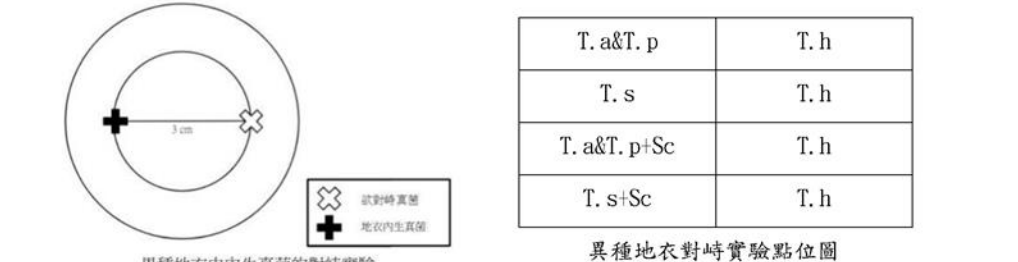 3 cm
欲對峙真菌
地衣內生真菌
T.a&T.p T.h
T.s T.h
T.a&T.p+Sc T.h
T.s+Sc T.h
異種地衣對峙實驗點位圖